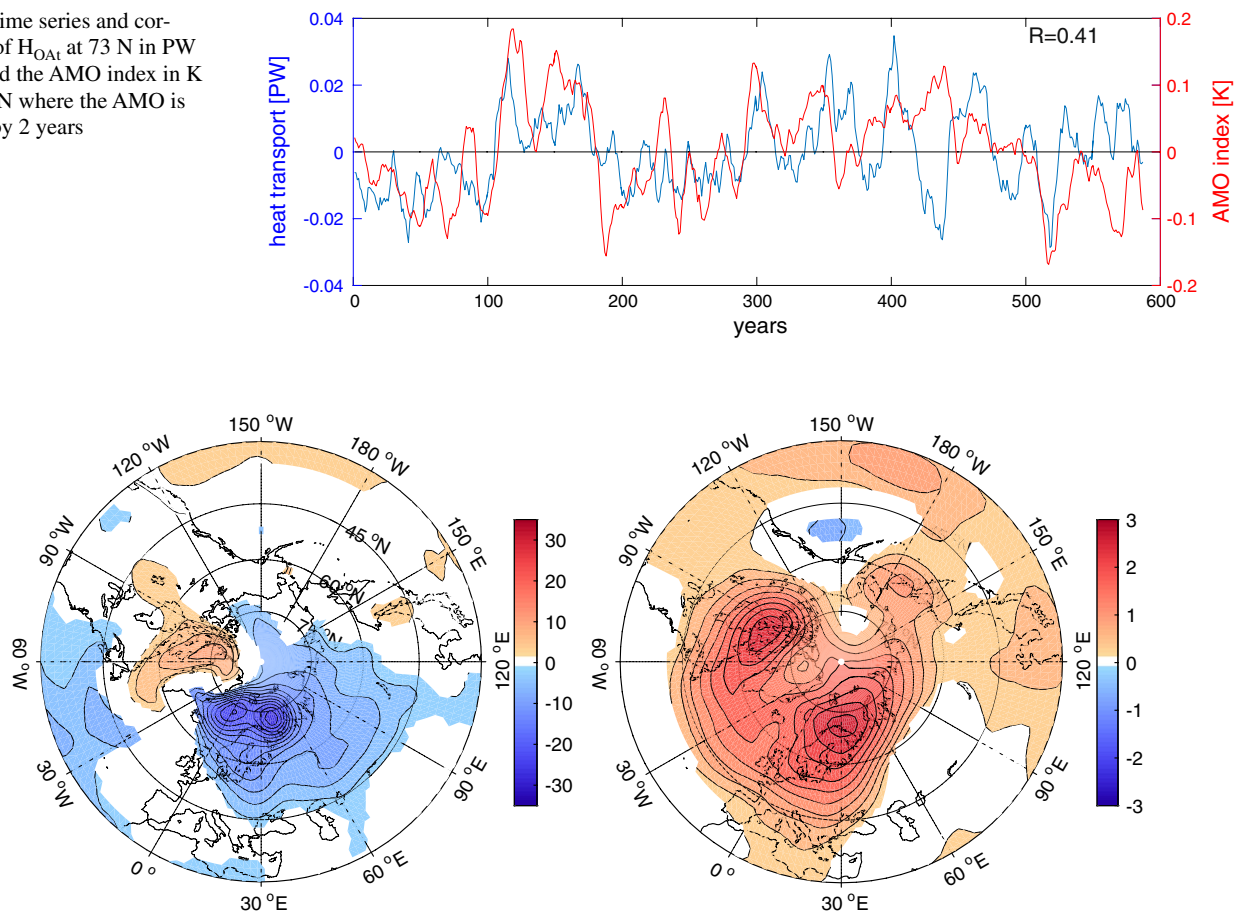 ime series and cor-
of H_OAt at 73 N in PW
d the AMO index in K
N where the AMO is
by 2 years
0.04
0.02
0
-0.02
-0.04
heat transport [PW]
R=0.41
0.2
0.1
0
-0.1
-0.2
AMO index [K]
0 100 200 300 400 500 600
years
150 °W
120 °W
180 °W
90 °W
150 °E
45 °N
60 °N
60 °W
120 °E
30 °W
90 °E
0 °
60 °E
30 °E
30
20
10
0
-10
-20
-30
150 °W
120 °W
180 °W
90 °W
150 °E
60 °W
120 °E
30 °W
90 °E
0 °
60 °E
30 °E
3
2
1
0
-1
-2
-3